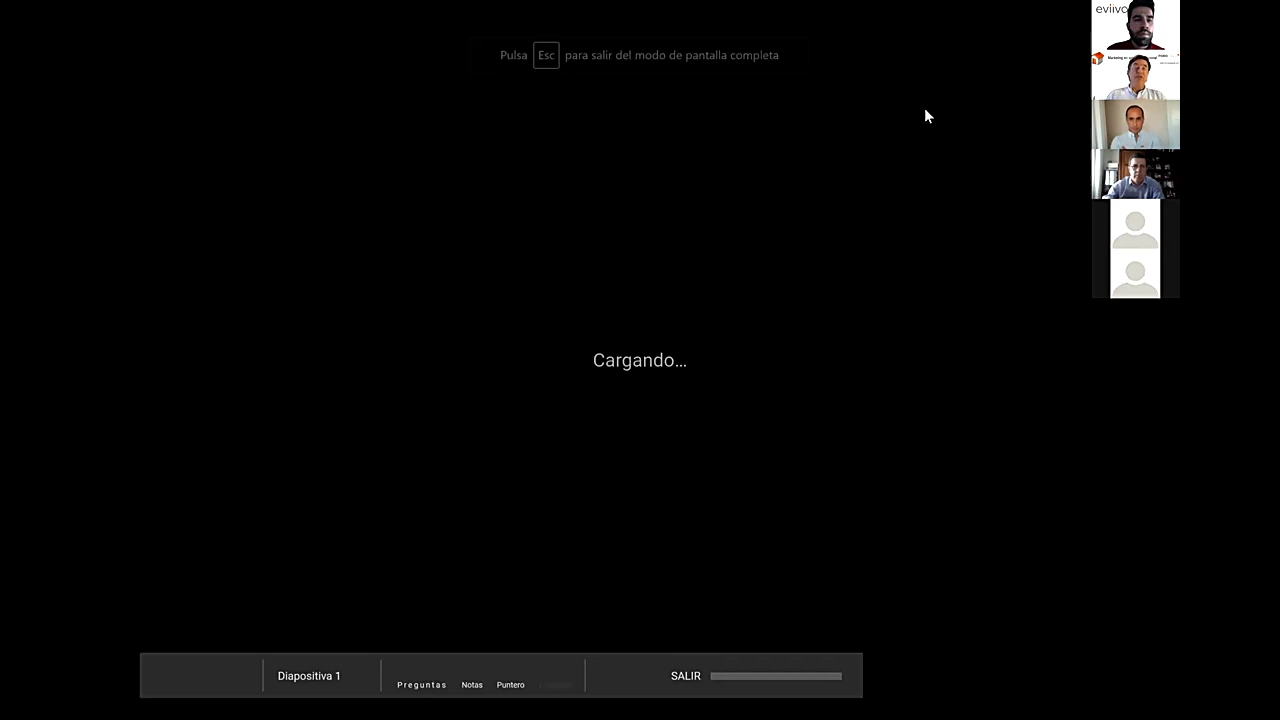 eviivo
Pulsa Esc para salir del modo de pantalla completa
Cargando...
Diapositiva 1
Preguntas Notas Puntero
SALIR